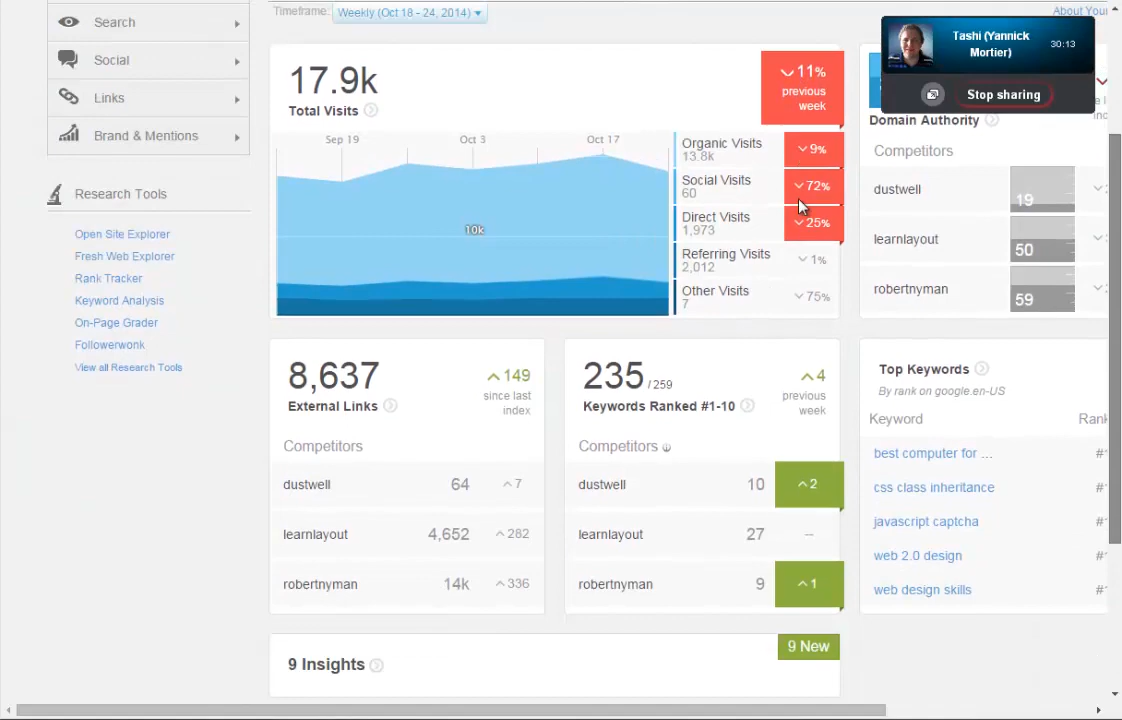 Timeframe:
Weekly (Oct 18 - 24, 2014)
About Your
Search
Social
Links
Brand & Mentions
Research Tools
Open Site Explorer
Fresh Web Explorer
Rank Tracker
Keyword Analysis
On-Page Grader
Followerwonk
View all Research Tools
17.9k
Total Visits
11%
previous
week
Sep 19
Oct 3
Oct 17
10k
Organic Visits
13.8k
9%
Social Visits
60
72%
Direct Visits
1,973
25%
Referring Visits
2,012
1%
Other Visits
7
75%
Tashi (Yannick
Mortier)
30:13
Stop sharing
Domain Authority
Competitors
dustwell
19
learnlayout
50
robertnyman
59
8,637
External Links
149
since last
index
Competitors
dustwell 64 7
learnlayout 4,652 282
robertnyman 14k 336
235 /259
Keywords Ranked #1-10
4
previous
week
Competitors
dustwell 10 2
learnlayout 27 --
robertnyman 9 1
Top Keywords
By rank on google.en-US
Keyword
best computer for ...
css class inheritance
javascript captcha
web 2.0 design
web design skills
9 Insights
9 New